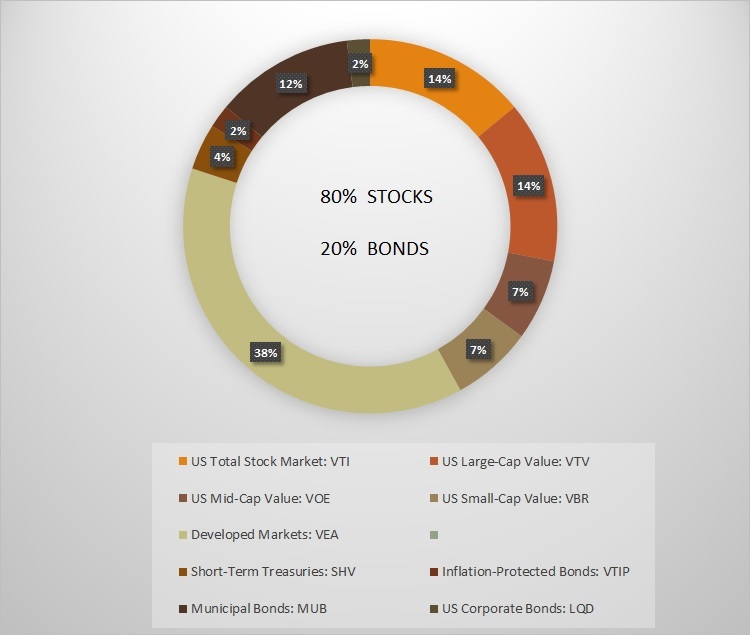 2%
14%
12%
2%
4%
14%
80% STOCKS
20% BONDS
7%
7%
38%
US Total Stock Market: VTI
US Large-Cap Value: VTV
US Mid-Cap Value: VOE
US Small-Cap Value: VBR
Developed Markets: VEA
Short-Term Treasuries: SHV
Inflation-Protected Bonds: VTIP
Municipal Bonds: MUB
US Corporate Bonds: LQD